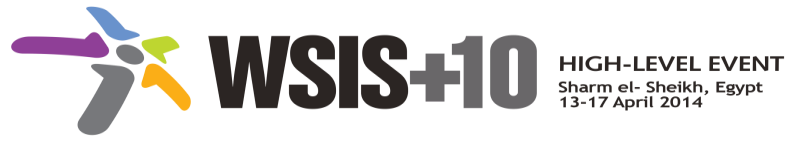 WSIS+10
HIGH-LEVEL EVENT
Sharm el- Sheikh, Egypt
13-17 April 2014